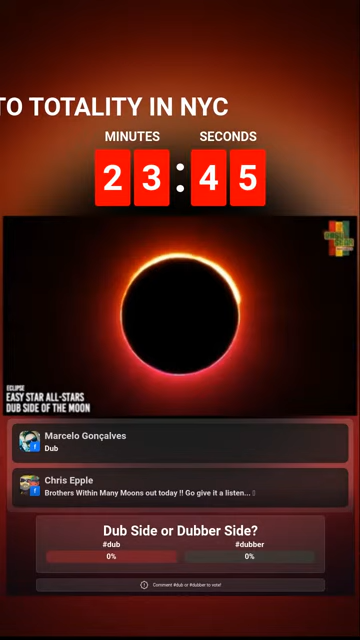 TO TOTALITY IN NYC
MINUTES SECONDS
23:45
ECLIPSE
EASY STAR ALL-STARS
DUB SIDE OF THE MOON
Marcelo Gonçalves
Dub
Chris Epple
Brothers Within Many Moons out today !! Go give it a listen...
Dub Side or Dubber Side?
#dub #dubber
0% 0%
Comment #dub or #dubber to vote!